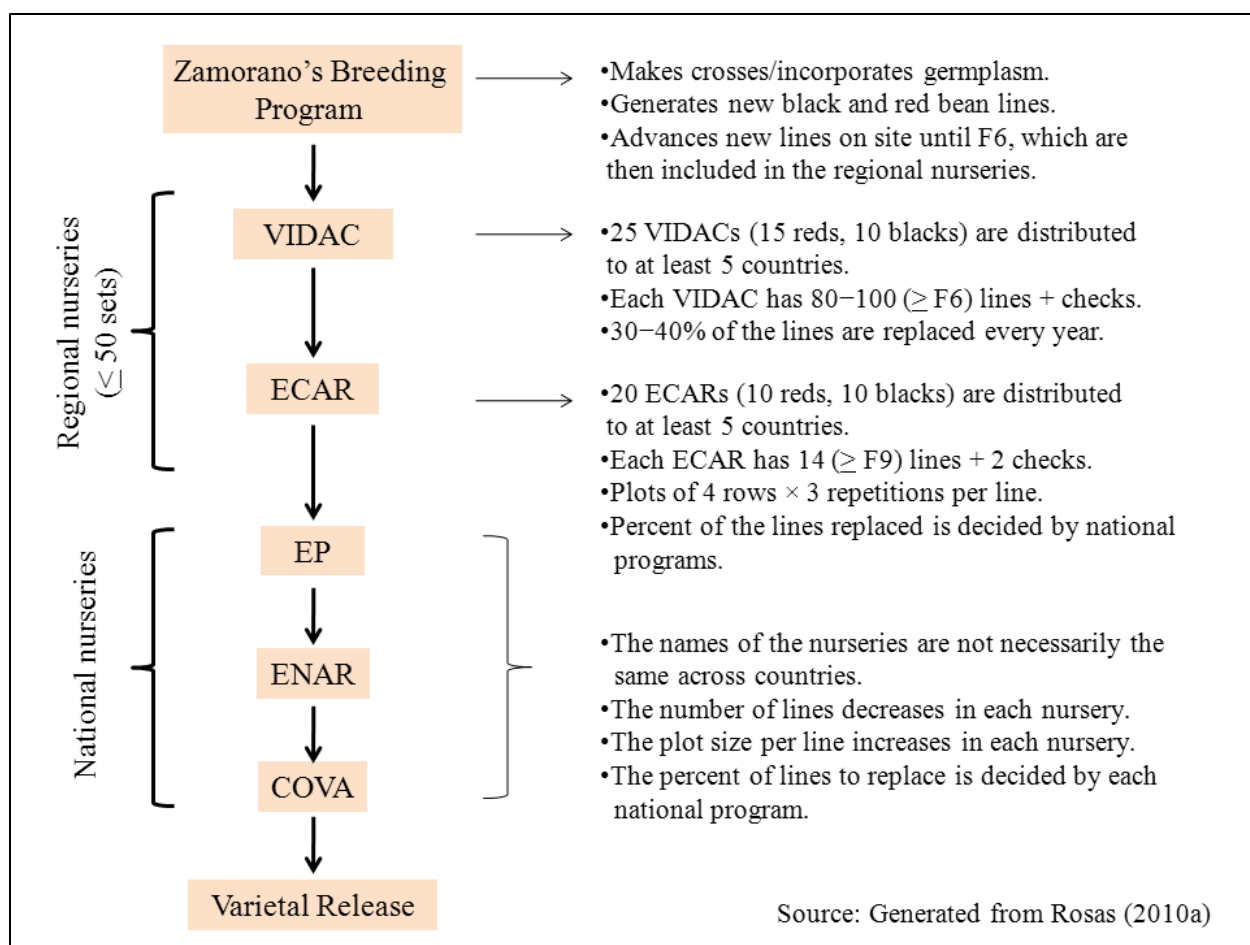 Zamorano's Breeding
Program
•Makes crosses/incorporates germplasm.
•Generates new black and red bean lines.
•Advances new lines on site until F6, which are
then included in the regional nurseries.
Regional nurseries
(≤ 50 sets)
VIDAC
•25 VIDACs (15 reds, 10 blacks) are distributed
to at least 5 countries.
•Each VIDAC has 80−100 (≥ F6) lines + checks.
•30−40% of the lines are replaced every year.
ECAR
•20 ECARs (10 reds, 10 blacks) are distributed
to at least 5 countries.
•Each ECAR has 14 (≥ F9) lines + 2 checks.
•Plots of 4 rows × 3 repetitions per line.
•Percent of the lines replaced is decided by national
programs.
National nurseries
EP
ENAR
COVA
•The names of the nurseries are not necessarily the
same across countries.
•The number of lines decreases in each nursery.
•The plot size per line increases in each nursery.
•The percent of lines to replace is decided by each
national program.
Varietal Release
Source: Generated from Rosas (2010a)